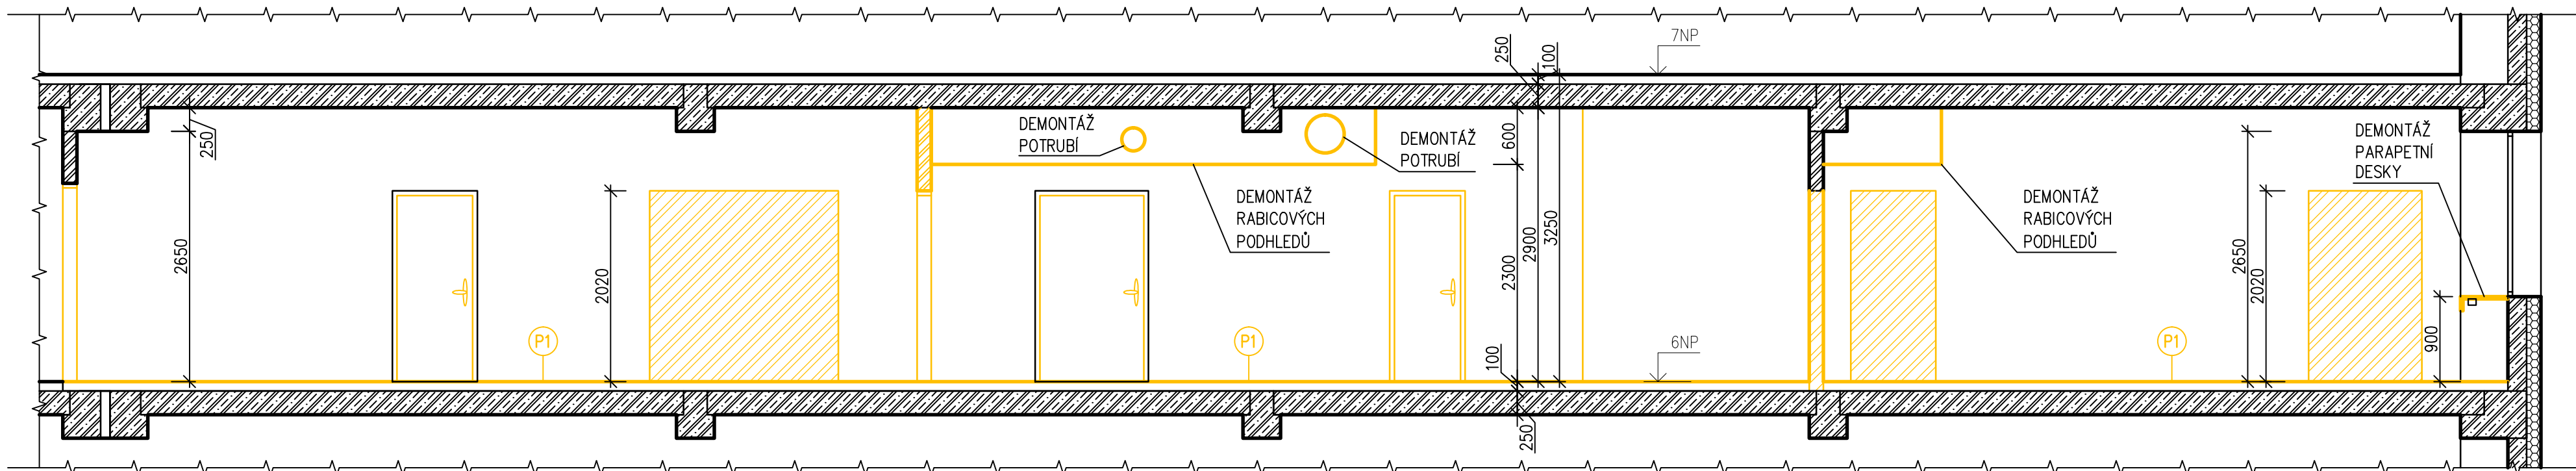 7NP
250
100
250
DEMONTÁŽ
POTRUBÍ
DEMONTÁŽ
POTRUBÍ
600
DEMONTÁŽ
PARAPETNÍ
DESKY
DEMONTÁŽ
RABICOVÝCH
PODHLEDŮ
DEMONTÁŽ
RABICOVÝCH
PODHLEDŮ
2650
2020
2300
2900
3250
2650
2020
900
P1
P1
P1
6NP
100
250